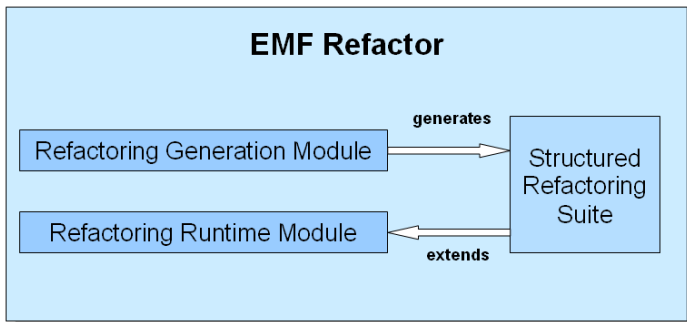 EMF Refactor
generates
Refactoring Generation Module
Structured
Refactoring
Suite
Refactoring Runtime Module
extends